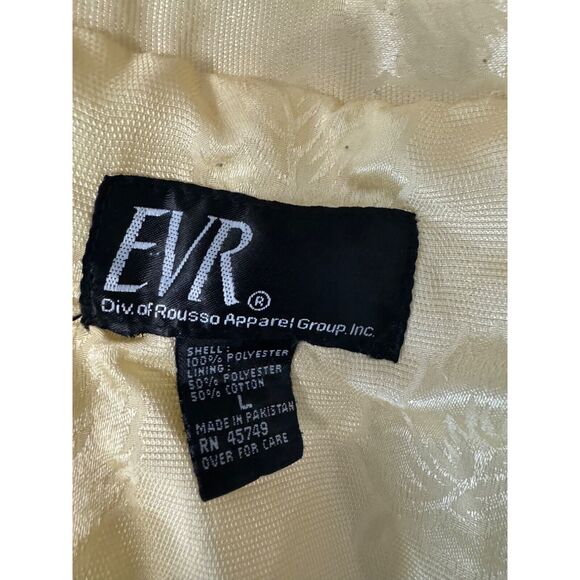 EVR®
Div. of Rousso Apparel Group. Inc.
SHELL:
100% POLYESTER
LINING:
50% POLYESTER
50% COTTON
L
MADE IN PAKISTAN
RN 45749
OVER FOR CARE